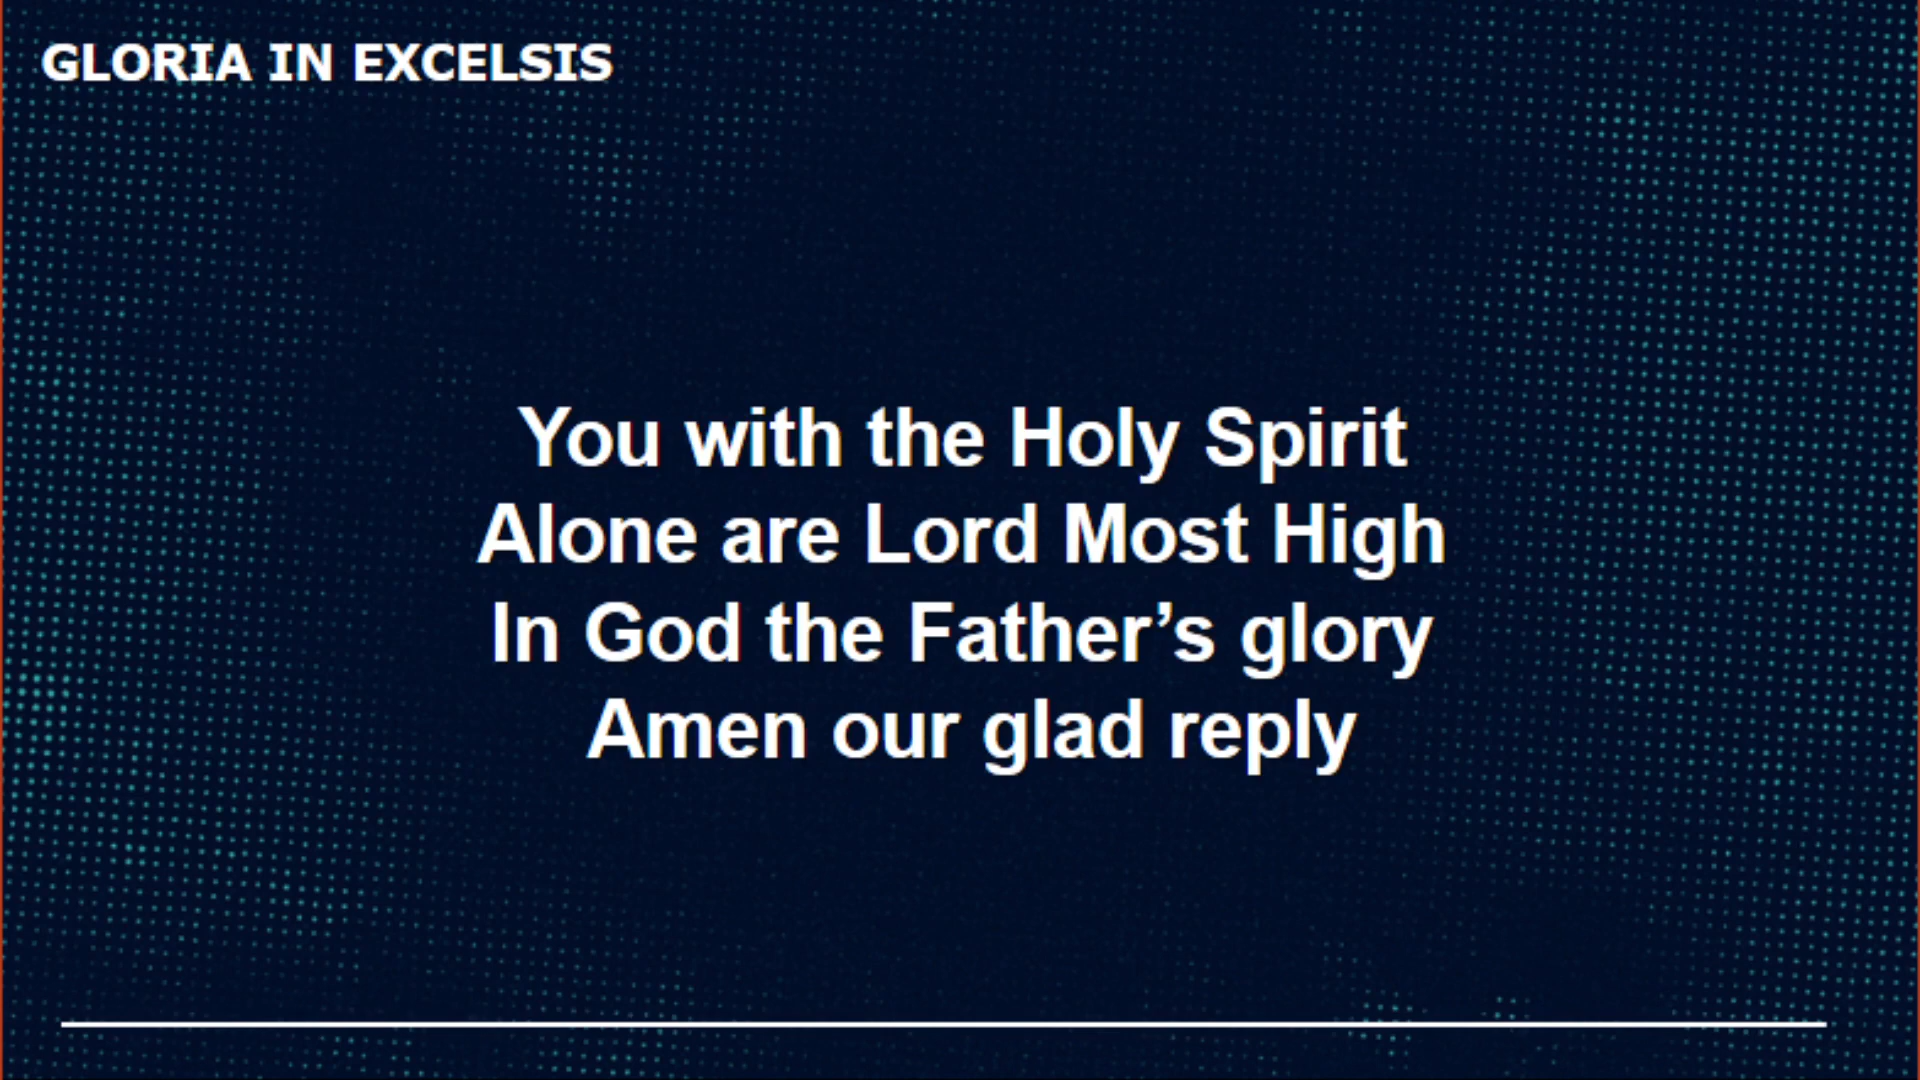 GLORIA IN EXCELSIS
You with the Holy Spirit
Alone are Lord Most High
In God the Father’s glory
Amen our glad reply